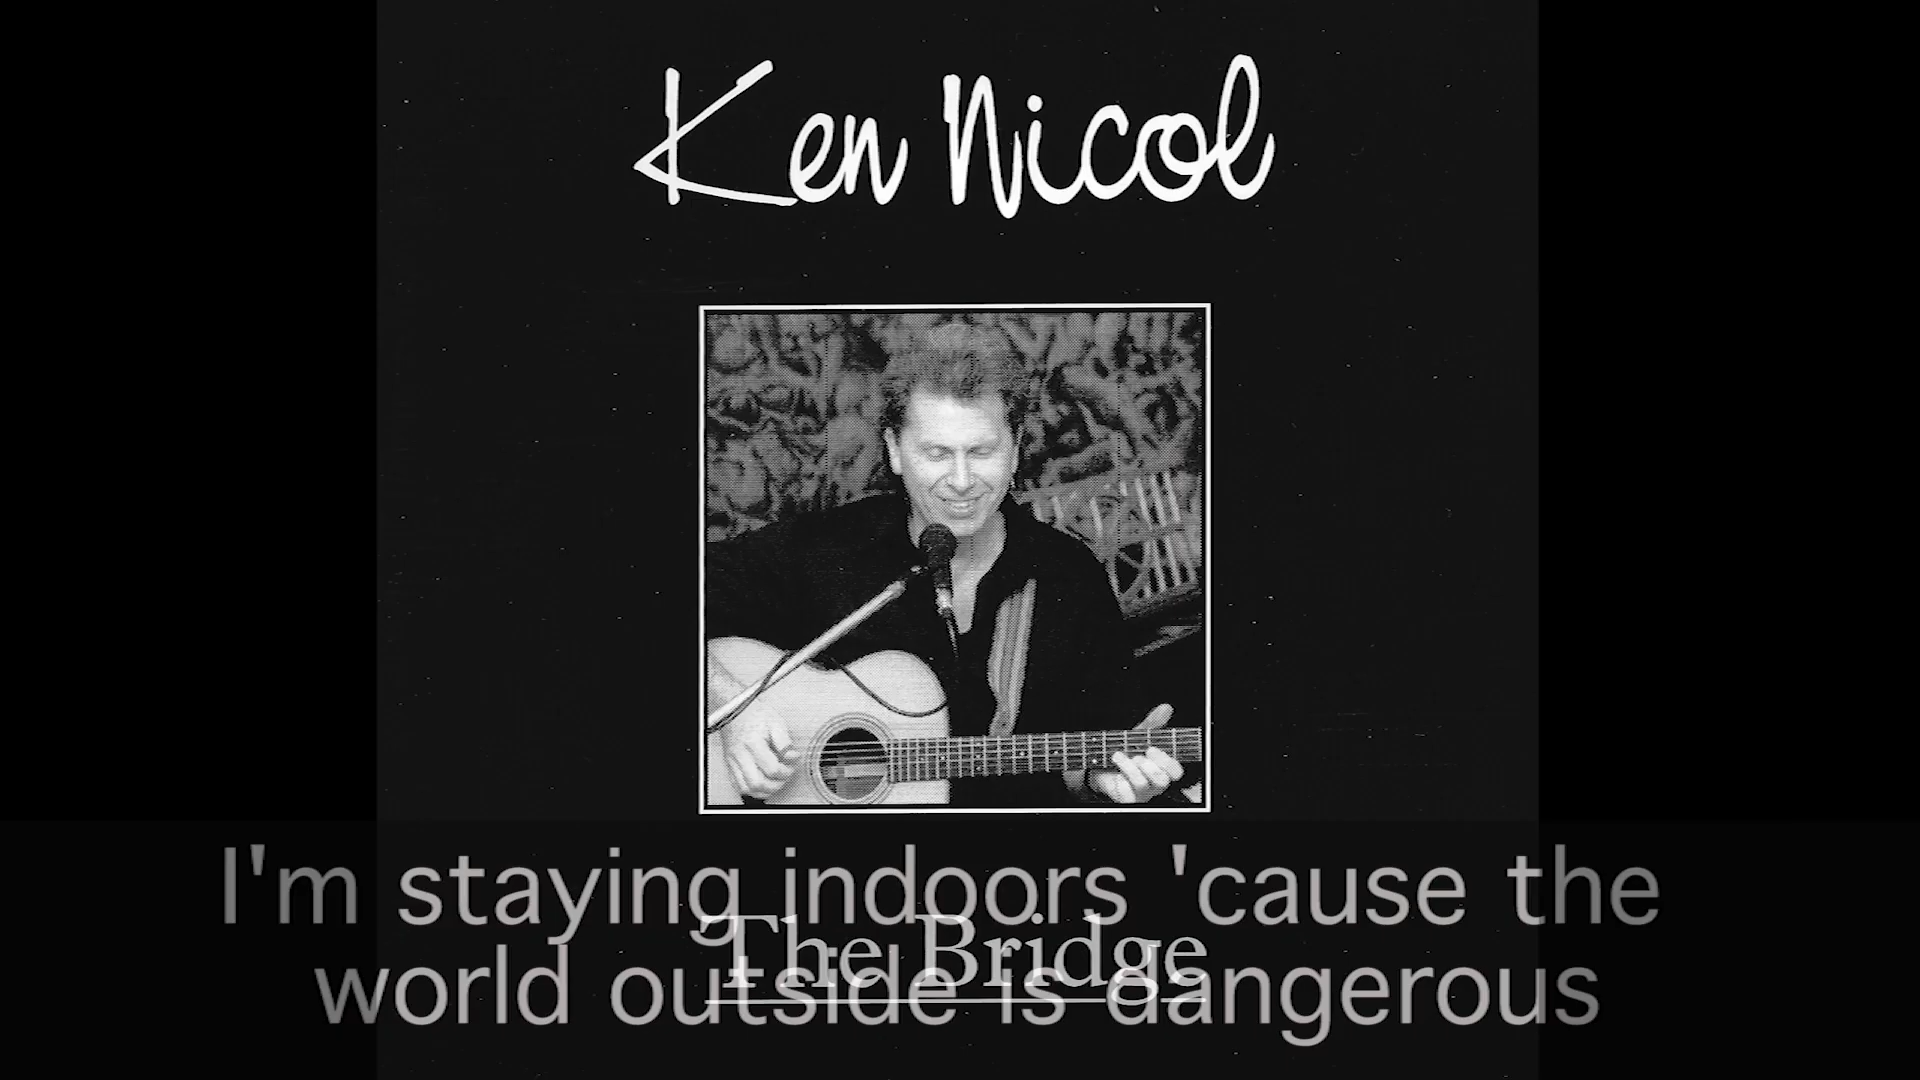 Ken Nicol
I'm staying indoors 'cause the
The Bridge
world outside is dangerous